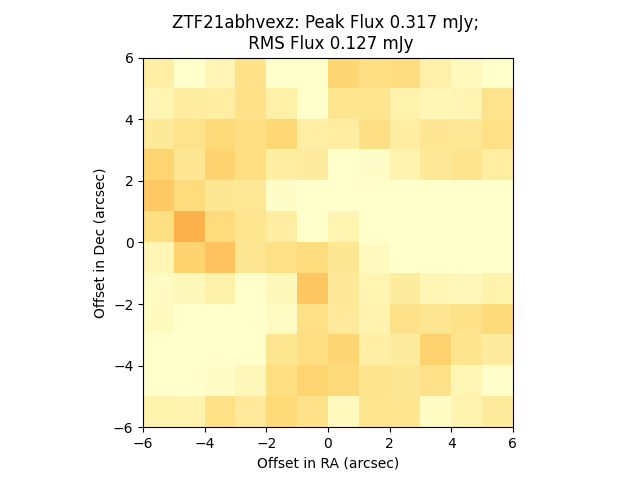 ZTF21abhvexz: Peak Flux 0.317 mJy;
RMS Flux 0.127 mJy
6
4
2
0
−2
−4
−6
Offset in Dec (arcsec)
−6 −4 −2 0 2 4 6
Offset in RA (arcsec)